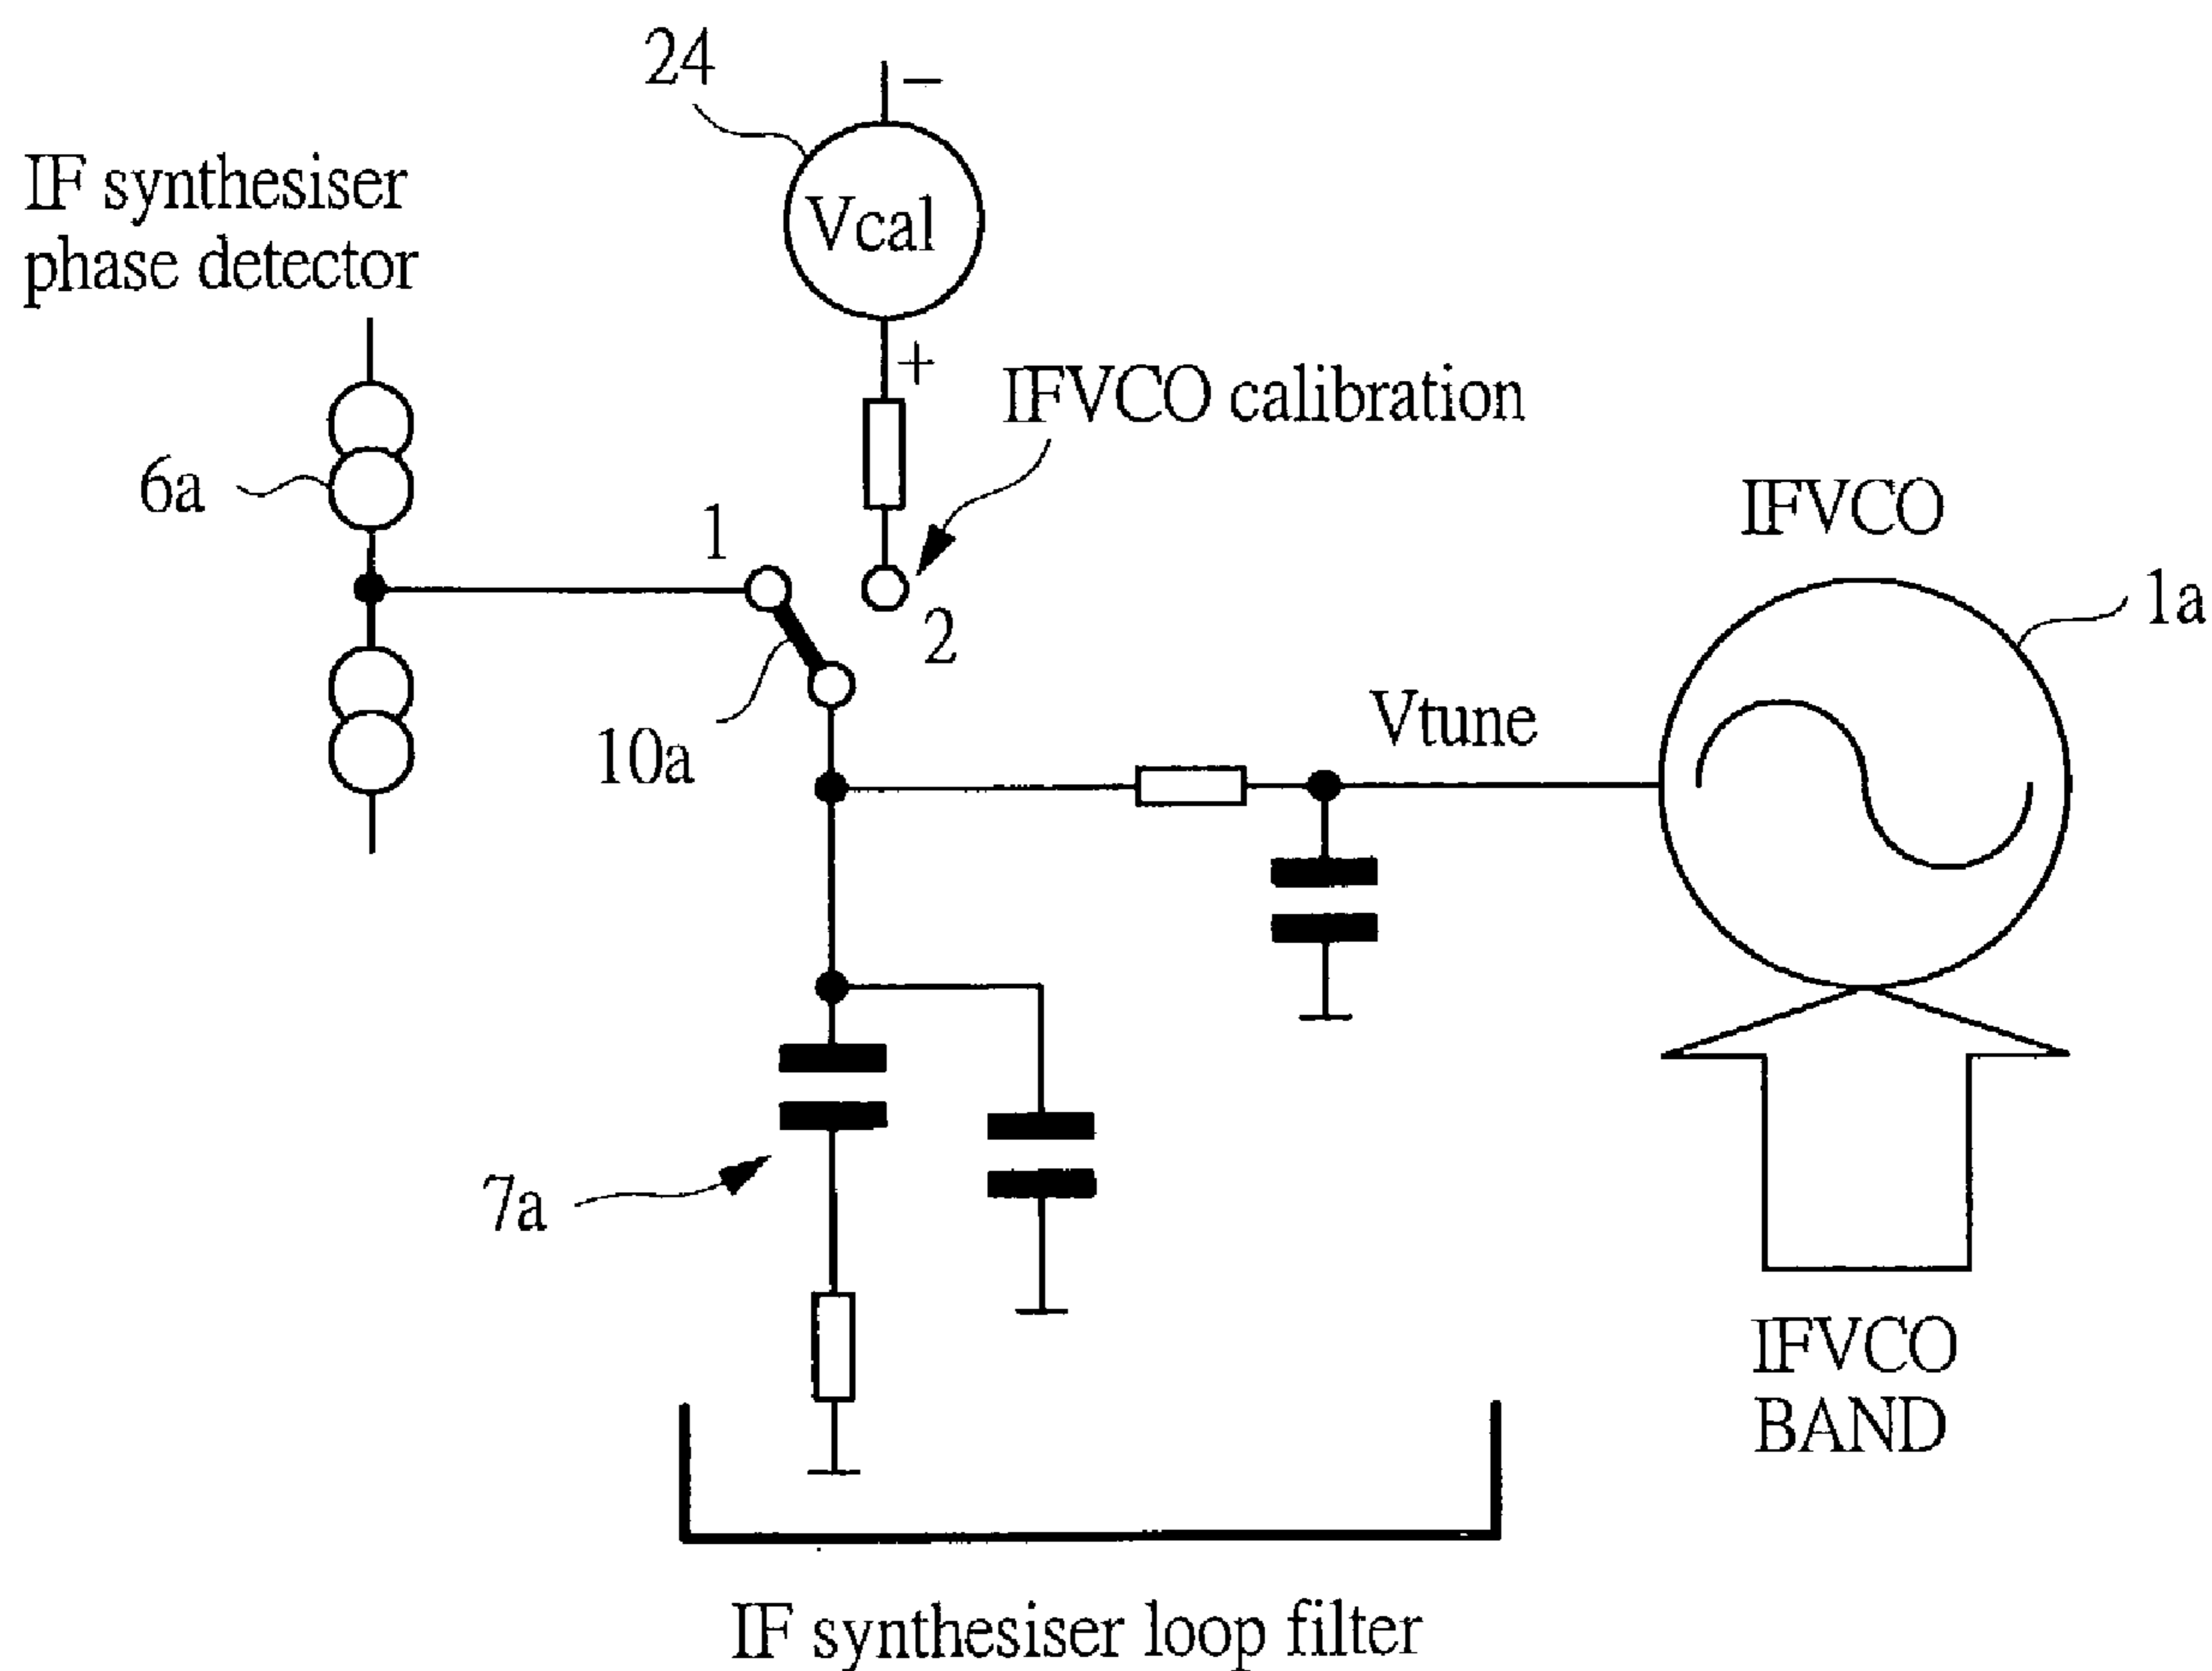 24
−
IF synthesiser
phase detector
Vcal
+
IFVCO calibration
6a
1
2
IFVCO
1a
10a
Vtune
7a
IFVCO
BAND
IF synthesiser loop filter